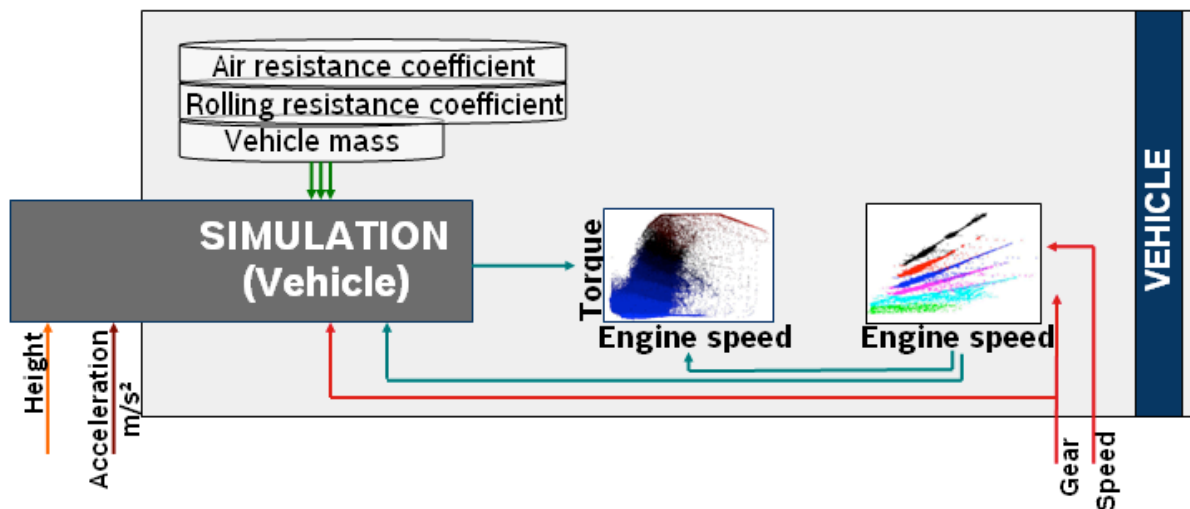 Air resistance coefficient
Rolling resistance coefficient
Vehicle mass
SIMULATION
(Vehicle)
Torque
Engine speed
Engine speed
VEHICLE
Height
Acceleration
m/s²
Gear
Speed